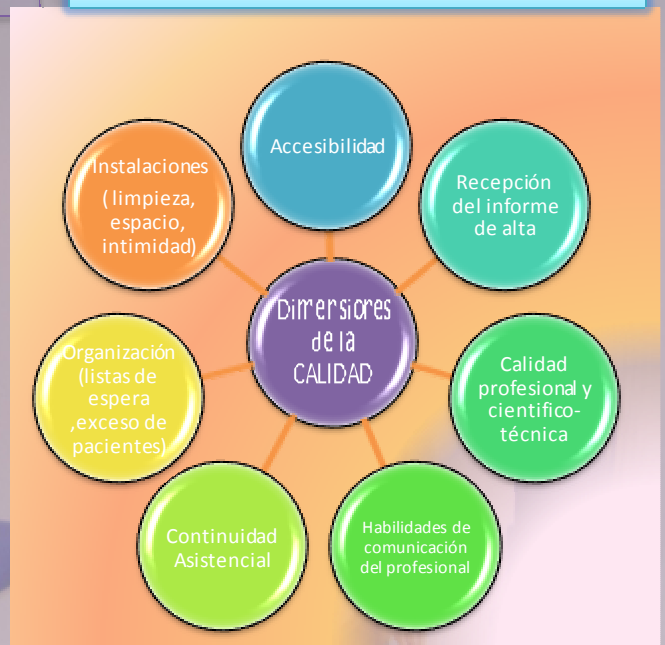 Accesibilidad
Recepción
del informe
de alta
Calidad
profesional y
cientifico-
técnica
Habilidades de
comunicación
del profesional
Continuidad
Asistencial
Organización
(listas de
espera
,exceso de
pacientes)
Instalaciones
( limpieza,
espacio,
intimidad)
Dimensiones
de la
CALIDAD